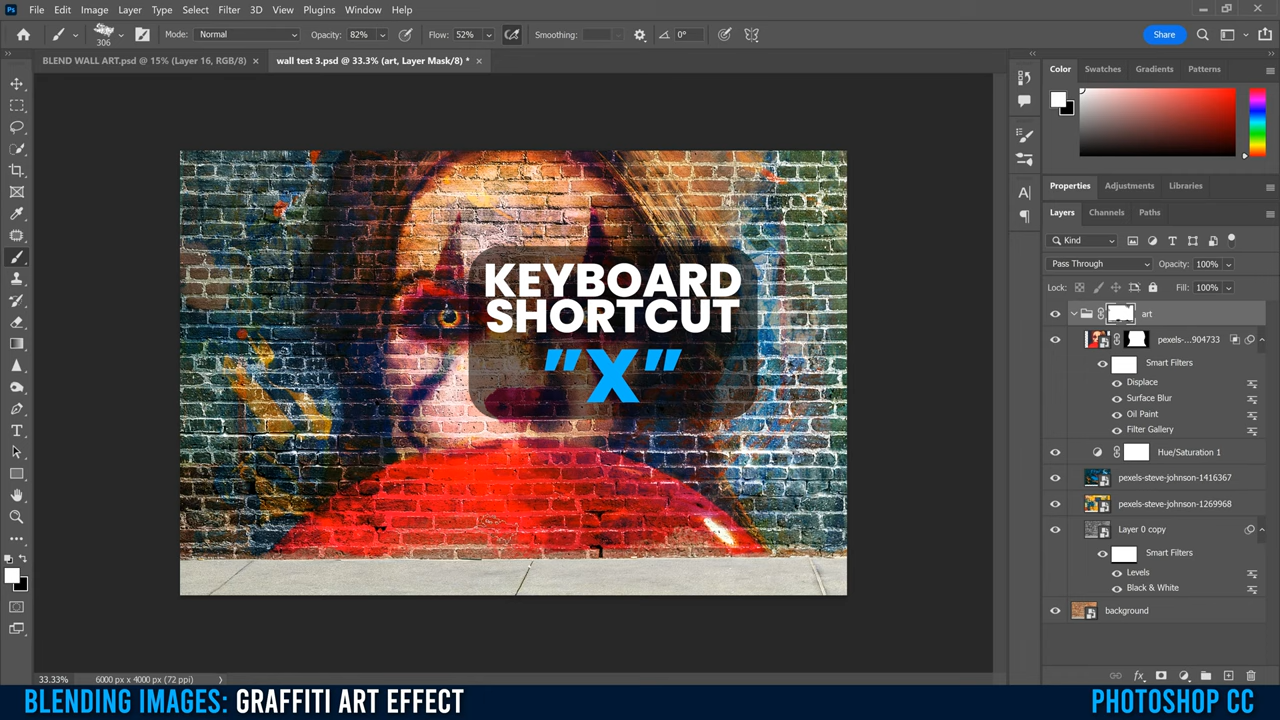 Ps File Edit Image Layer Type Select Filter 3D View Plugins Window Help
306 Mode: Normal Opacity: 82% Flow: 52% Smoothing: 0° Share
BLEND WALL ART.psd @ 15% (Layer 16, RGB/8) × wall test 3.psd @ 33.3% (art, Layer Mask/8) * ×
Color Swatches Gradients Patterns
Properties Adjustments Libraries
Layers Channels Paths
Kind
Pass Through Opacity: 100%
Lock: Fill: 100%
art
pexels-...904733
Smart Filters
Displace
Surface Blur
Oil Paint
Filter Gallery
Hue/Saturation 1
pexels-steve-johnson-1416367
pexels-steve-johnson-1269968
Layer 0 copy
Smart Filters
Levels
Black & White
background
KEYBOARD
SHORTCUT
"X"
33.33% 6000 px x 4000 px (72 ppi)
BLENDING IMAGES: GRAFFITI ART EFFECT
PHOTOSHOP CC